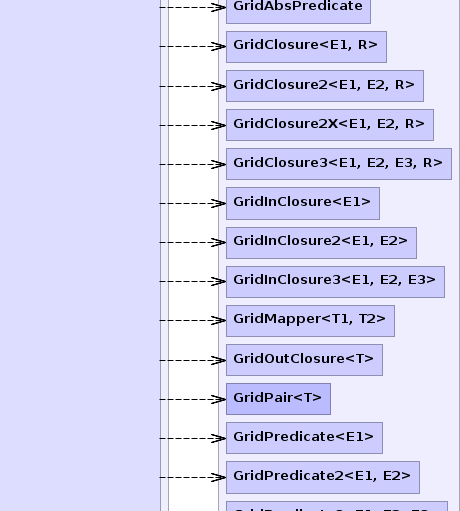 GridAbsPredicate
GridClosure<E1, R>
GridClosure2<E1, E2, R>
GridClosure2X<E1, E2, R>
GridClosure3<E1, E2, E3, R>
GridInClosure<E1>
GridInClosure2<E1, E2>
GridInClosure3<E1, E2, E3>
GridMapper<T1, T2>
GridOutClosure<T>
GridPair<T>
GridPredicate<E1>
GridPredicate2<E1, E2>